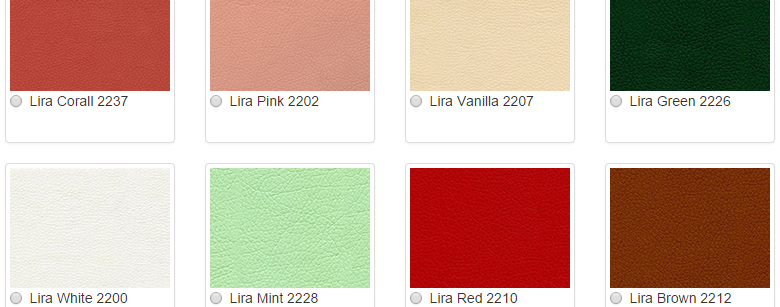 Lira Corall 2237
Lira Pink 2202
Lira Vanilla 2207
Lira Green 2226
Lira White 2200
Lira Mint 2228
Lira Red 2210
Lira Brown 2212